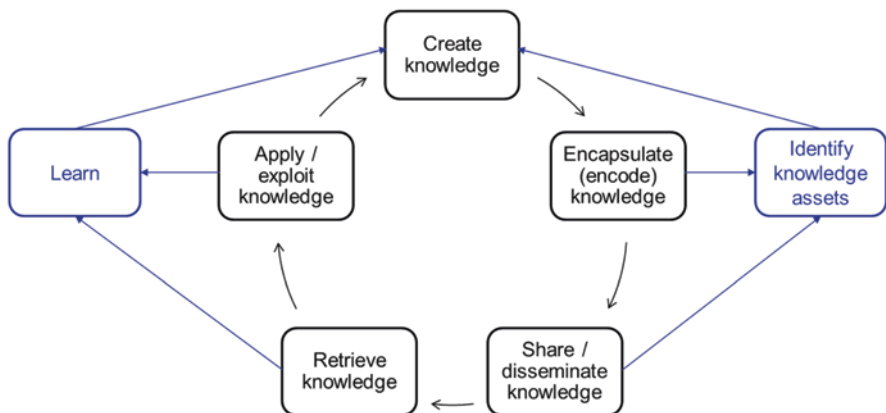 Create
knowledge
Learn
Apply /
exploit
knowledge
Encapsulate
(encode)
knowledge
Identify
knowledge
assets
Retrieve
knowledge
Share /
disseminate
knowledge